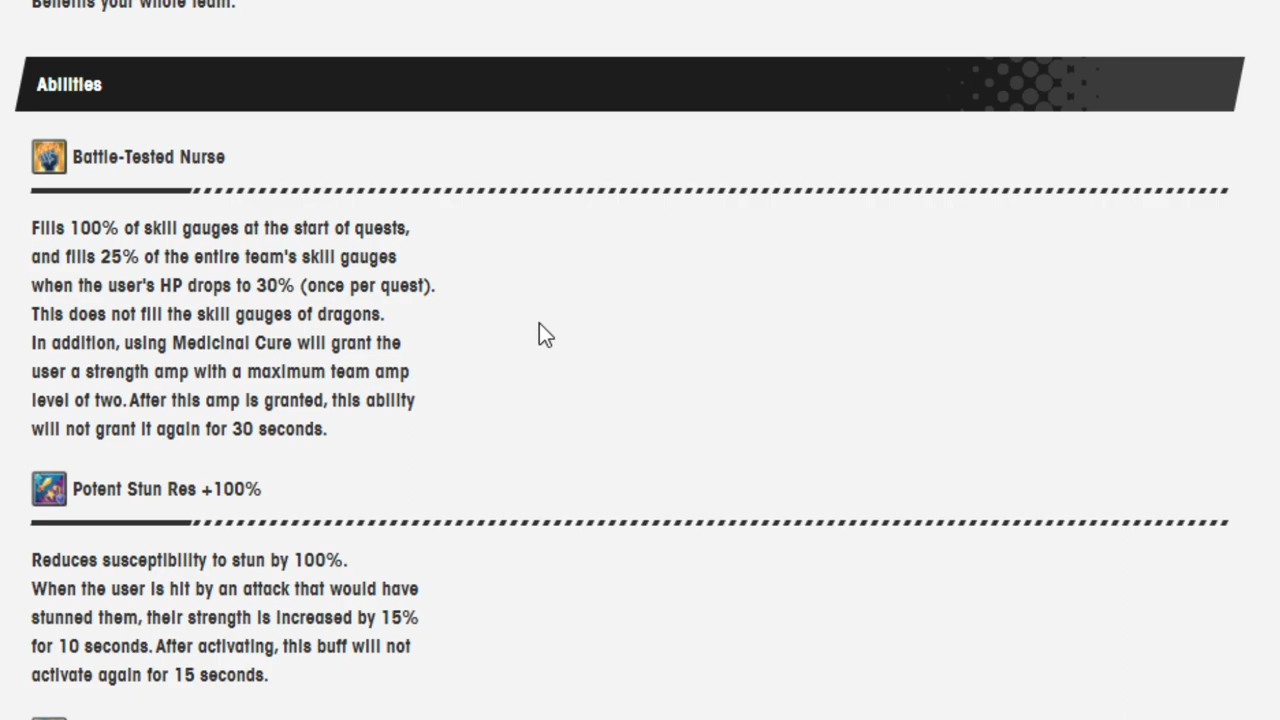 Benefits your whole team.
Abilities
Battle-Tested Nurse
Fills 100% of skill gauges at the start of quests,
and fills 25% of the entire team's skill gauges
when the user's HP drops to 30% (once per quest).
This does not fill the skill gauges of dragons.
In addition, using Medicinal Cure will grant the
user a strength amp with a maximum team amp
level of two. After this amp is granted, this ability
will not grant it again for 30 seconds.
Potent Stun Res +100%
Reduces susceptibility to stun by 100%.
When the user is hit by an attack that would have
stunned them, their strength is increased by 15%
for 10 seconds. After activating, this buff will not
activate again for 15 seconds.